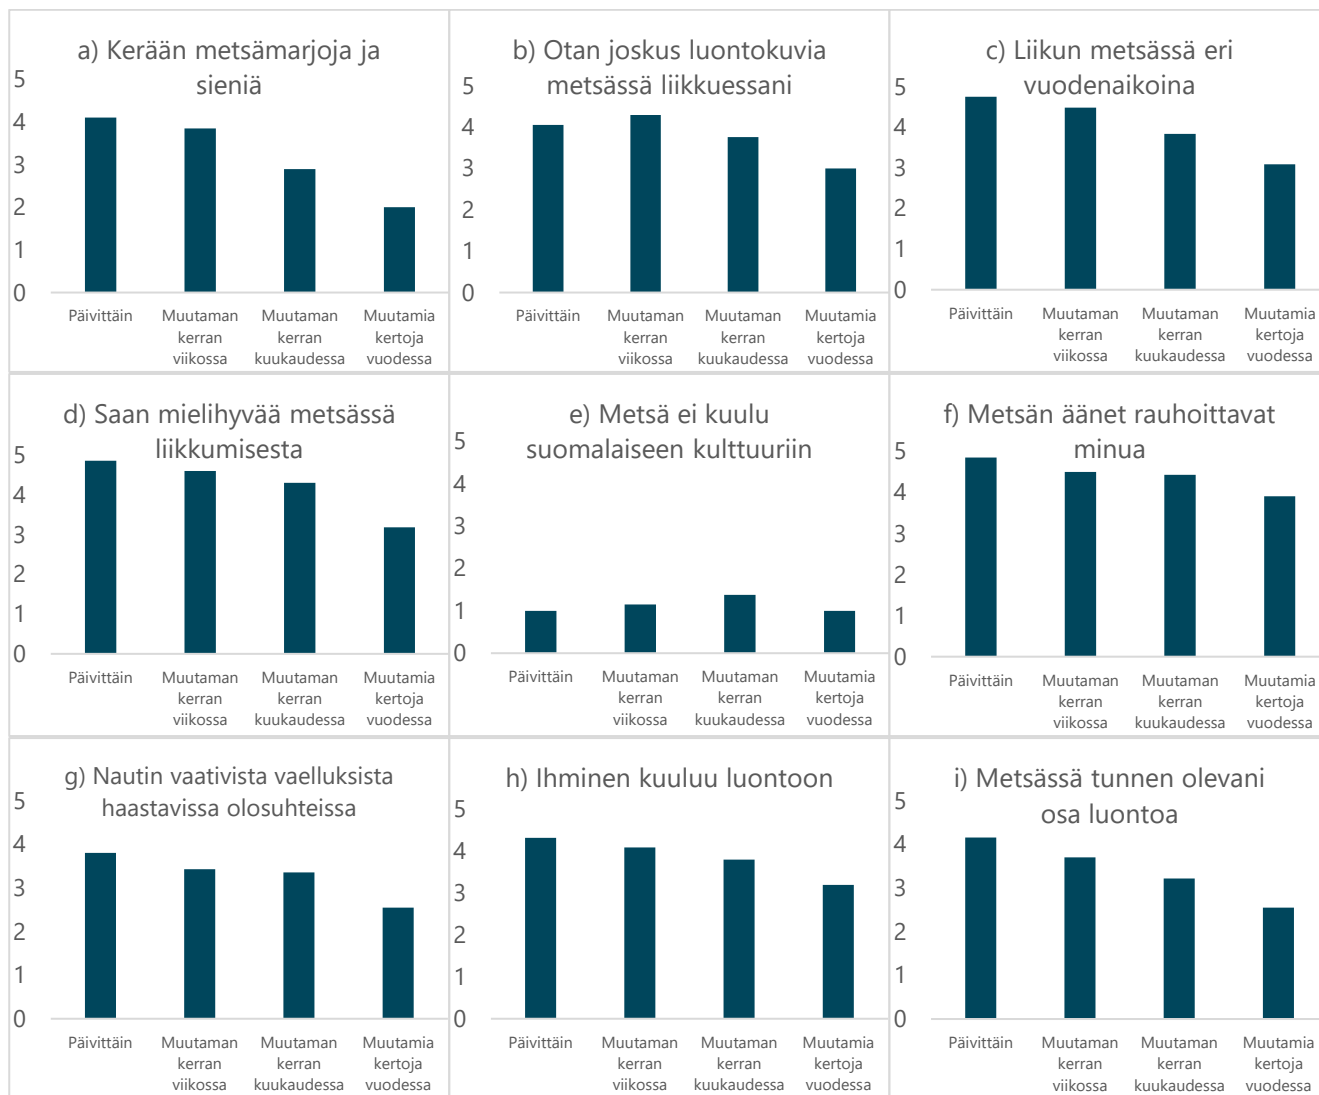 a) Kerään metsämarjoja ja
sieniä
5
4
3
2
1
0
Päivittäin
Muutaman
kerran
viikossa
Muutaman
kerran
kuukaudessa
Muutamia
kertoja
vuodessa
b) Otan joskus luontokuvia
metsässä liikkuessani
5
4
3
2
1
0
Päivittäin
Muutaman
kerran
viikossa
Muutaman
kerran
kuukaudessa
Muutamia
kertoja
vuodessa
c) Liikun metsässä eri
vuodenaikoina
5
4
3
2
1
0
Päivittäin
Muutaman
kerran
viikossa
Muutaman
kerran
kuukaudessa
Muutamia
kertoja
vuodessa
d) Saan mielihyvää metsässä
liikkumisesta
5
4
3
2
1
0
Päivittäin
Muutaman
kerran
viikossa
Muutaman
kerran
kuukaudessa
Muutamia
kertoja
vuodessa
e) Metsä ei kuulu
suomalaiseen kulttuuriin
5
4
3
2
1
0
Päivittäin
Muutaman
kerran
viikossa
Muutaman
kerran
kuukaudessa
Muutamia
kertoja
vuodessa
f) Metsän äänet rauhoittavat
minua
5
4
3
2
1
0
Päivittäin
Muutaman
kerran
viikossa
Muutaman
kerran
kuukaudessa
Muutamia
kertoja
vuodessa
g) Nautin vaativista vaelluksista
haastavissa olosuhteissa
5
4
3
2
1
0
Päivittäin
Muutaman
kerran
viikossa
Muutaman
kerran
kuukaudessa
Muutamia
kertoja
vuodessa
h) Ihminen kuuluu luontoon
5
4
3
2
1
0
Päivittäin
Muutaman
kerran
viikossa
Muutaman
kerran
kuukaudessa
Muutamia
kertoja
vuodessa
i) Metsässä tunnen olevani
osa luontoa
5
4
3
2
1
0
Päivittäin
Muutaman
kerran
viikossa
Muutaman
kerran
kuukaudessa
Muutamia
kertoja
vuodessa